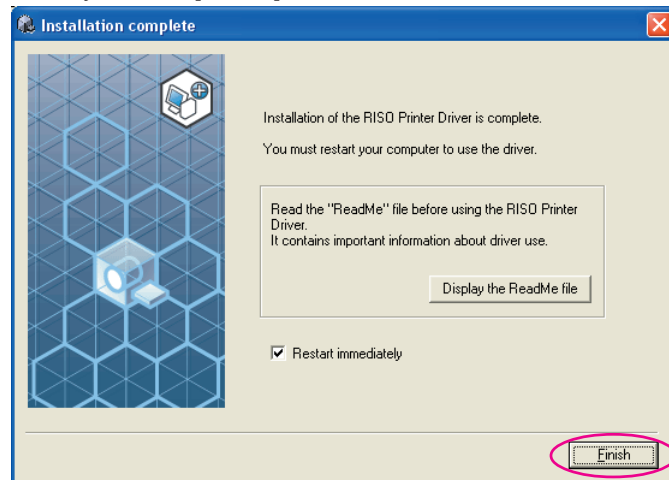 Installation complete
Installation of the RISO Printer Driver is complete.
You must restart your computer to use the driver.
Read the "ReadMe" file before using the RISO Printer
Driver.
It contains important information about driver use.
Display the ReadMe file
Restart immediately
Finish